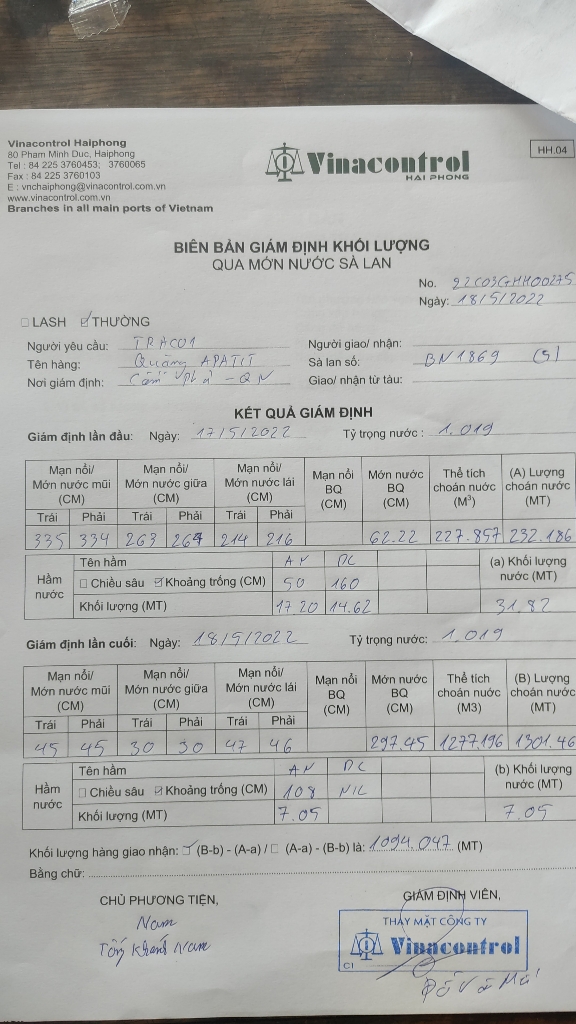 Vinacontrol Haiphong
80 Pham Minh Duc, Haiphong
Tel : 84 225 3760453; 3760065
Fax : 84 225 3760103
E : vnchaiphong@vinacontrol.com.vn
www.vinacontrol.com.vn
Branches in all main ports of Vietnam
Vinacontrol
HAI PHONG
HH.04
BIÊN BẢN GIÁM ĐỊNH KHỐI LƯỢNG
QUA MỚN NƯỚC SÀ LAN
No. 22C03GHH00275
Ngày: 18/5/2022
LASH THƯỜNG
Người yêu cầu: TRACO1 Người giao/ nhận:
Tên hàng: Quặng APATIT Sà lan số: BN1869 (S)
Nơi giám định: Cẩm Phả - QN Giao/ nhận từ tàu:
KẾT QUẢ GIÁM ĐỊNH
Giám định lần đầu: Ngày: 17/5/2022 Tỷ trọng nước : 1.019
Mạn nổi/ Mớn nước mũi (CM) Mạn nổi/ Mớn nước giữa (CM) Mạn nổi/ Mớn nước lái (CM) Mạn nổi BQ (CM) Mớn nước BQ (CM) Thể tích choán nước (M³) (A) Lượng choán nước (MT)
Trái Phải Trái Phải Trái Phải
335 334 263 264 214 216 62.22 227.857 232.186
Tên hầm AN DC (a) Khối lượng nước (MT)
Hầm nước Chiều sâu Khoảng trống (CM) 50 160
Khối lượng (MT) 17.20 14.62 31.82
Giám định lần cuối: Ngày: 18/5/2022 Tỷ trọng nước: 1.019
Mạn nổi/ Mớn nước mũi (CM) Mạn nổi/ Mớn nước giữa (CM) Mạn nổi/ Mớn nước lái (CM) Mạn nổi BQ (CM) Mớn nước BQ (CM) Thể tích choán nước (M3) (B) Lượng choán nước (MT)
Trái Phải Trái Phải Trái Phải
45 45 30 30 47 46 297.45 1277.196 1301.46
Tên hầm AN DC (b) Khối lượng nước (MT)
Hầm nước Chiều sâu Khoảng trống (CM) 108 NIL
Khối lượng (MT) 7.05 7.05
Khối lượng hàng giao nhận: (B-b) - (A-a) / (A-a) - (B-b) là: 1094.047 (MT)
Bằng chữ:
CHỦ PHƯƠNG TIỆN, GIÁM ĐỊNH VIÊN,
Nam
Tống Khánh Nam
THAY MẶT CÔNG TY
Vinacontrol
C1